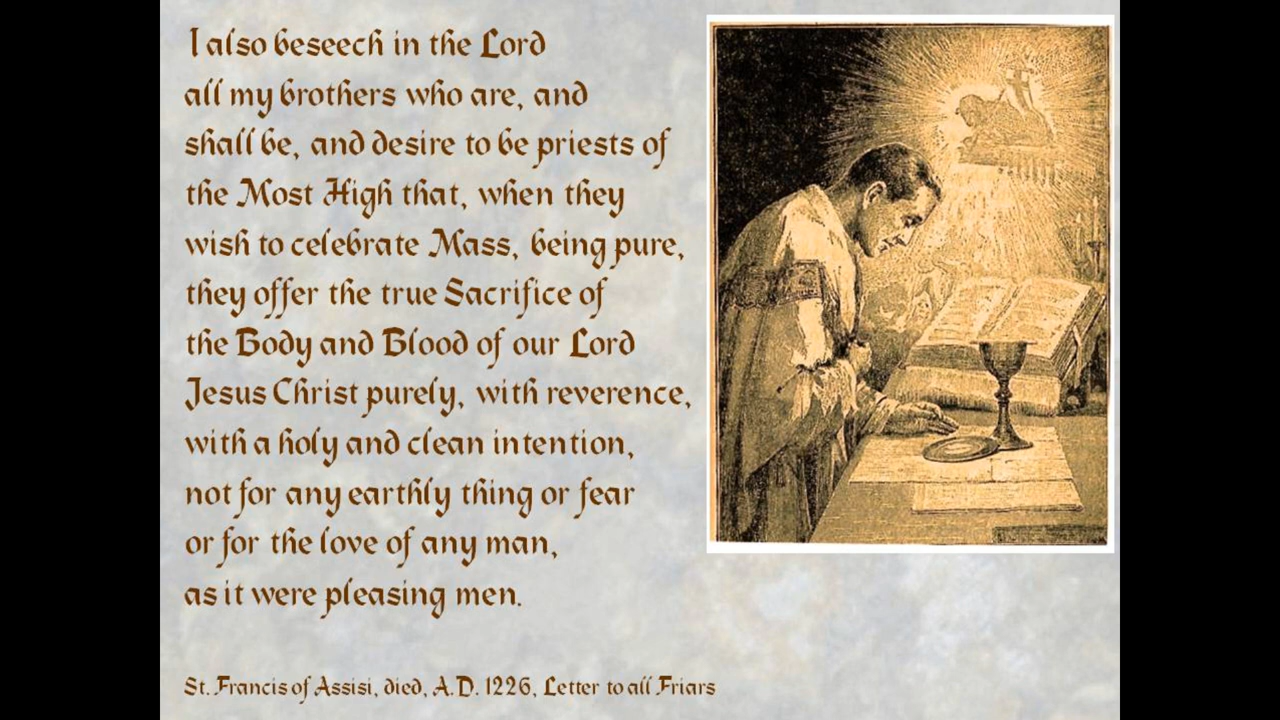 I also beseech in the Lord
all my brothers who are, and
shall be, and desire to be priests of
the Most High that, when they
wish to celebrate Mass, being pure,
they offer the true Sacrifice of
the Body and Blood of our Lord
Jesus Christ purely, with reverence,
with a holy and clean intention,
not for any earthly thing or fear
or for the love of any man,
as it were pleasing men.
St. Francis of Assisi, died, A.D. 1226, Letter to all Friars